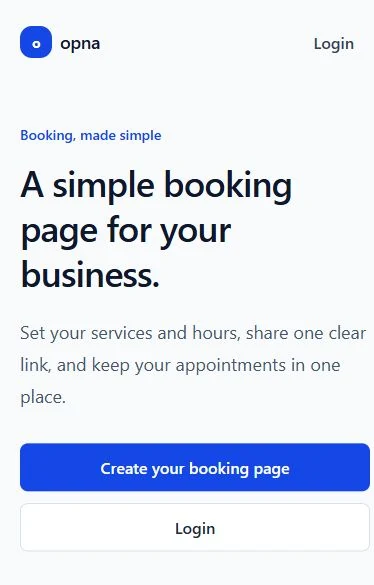 o opna Login
Booking, made simple
A simple booking
page for your
business.
Set your services and hours, share one clear
link, and keep your appointments in one
place.
Create your booking page
Login